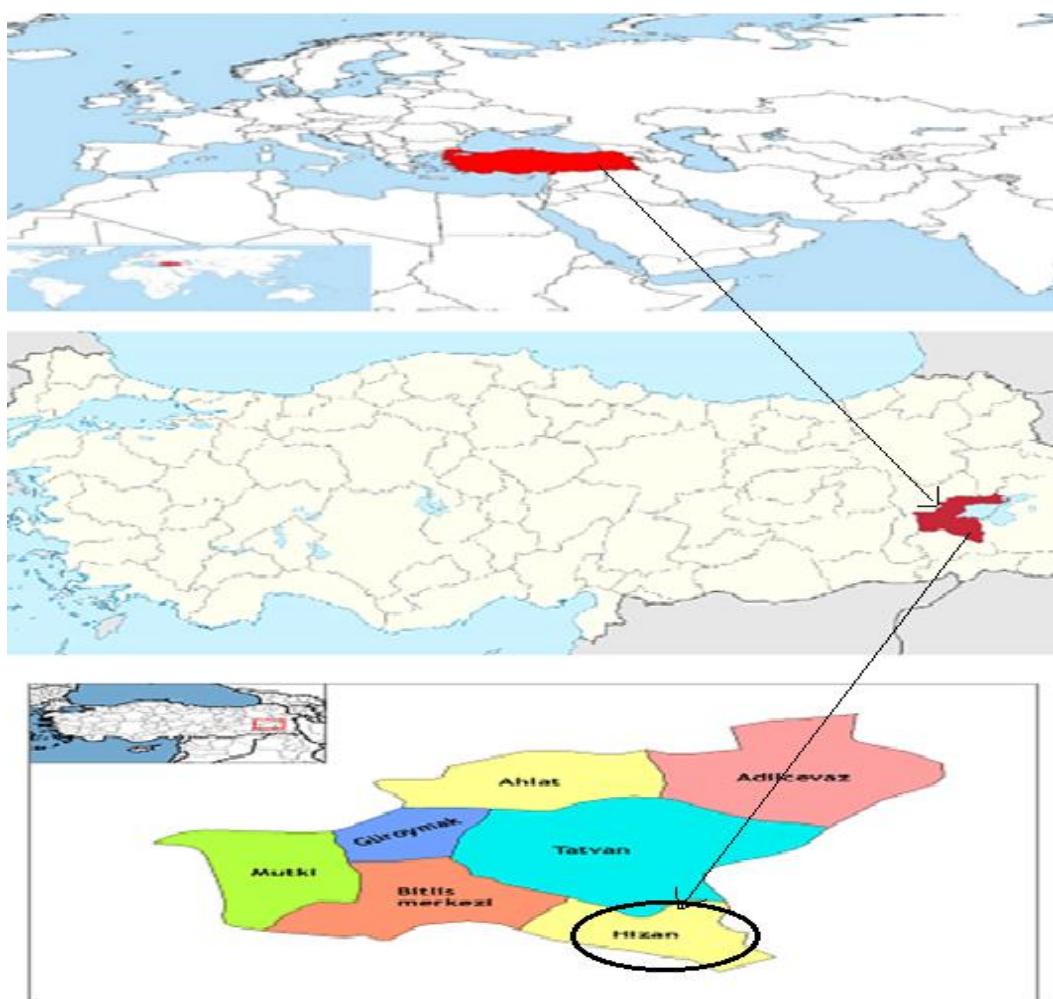 Ahlat
Adilcevaz
Güroymak
Tatvan
Mutki
Bitlis
merkezi
Hizan